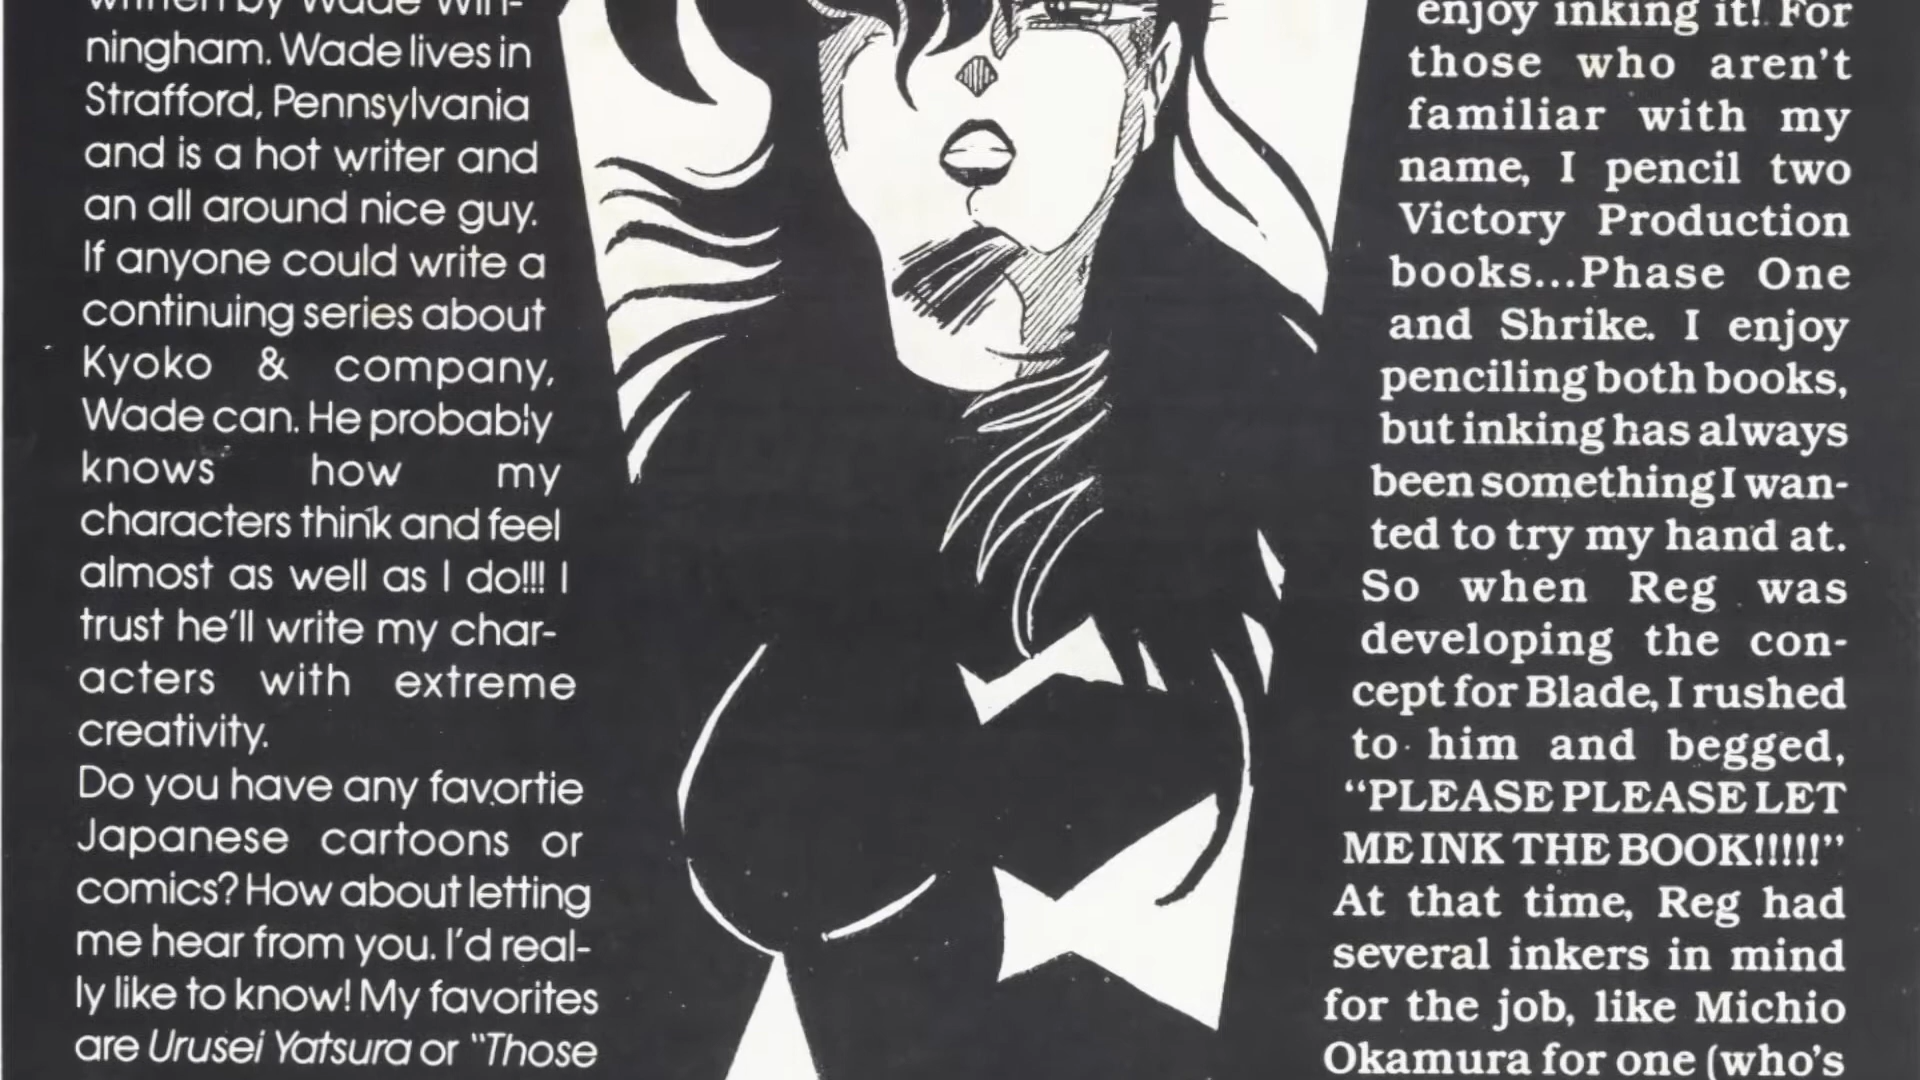 written by Wade Win-
ningham. Wade lives in
Strafford, Pennsylvania
and is a hot writer and
an all around nice guy.
If anyone could write a
continuing series about
Kyoko & company,
Wade can. He probably
knows how my
characters think and feel
almost as well as I do!!! I
trust he'll write my char-
acters with extreme
creativity.
Do you have any favortie
Japanese cartoons or
comics? How about letting
me hear from you. I'd real-
ly like to know! My favorites
are Urusei Yatsura or "Those
enjoy inking it! For
those who aren't
familiar with my
name, I pencil two
Victory Production
books...Phase One
and Shrike. I enjoy
penciling both books,
but inking has always
been something I wan-
ted to try my hand at.
So when Reg was
developing the con-
cept for Blade, I rushed
to him and begged,
"PLEASE PLEASE LET
ME INK THE BOOK!!!!!"
At that time, Reg had
several inkers in mind
for the job, like Michio
Okamura for one (who's